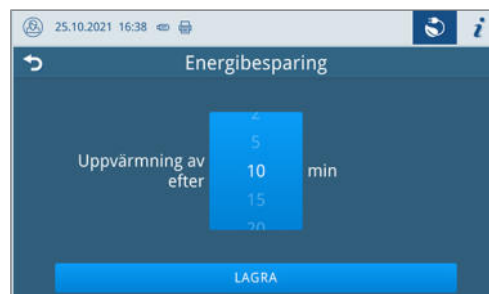 25.10.2021 16:38
i
Energibesparing
2
5
Uppvärmning av
efter
10 min
15
20
LAGRA